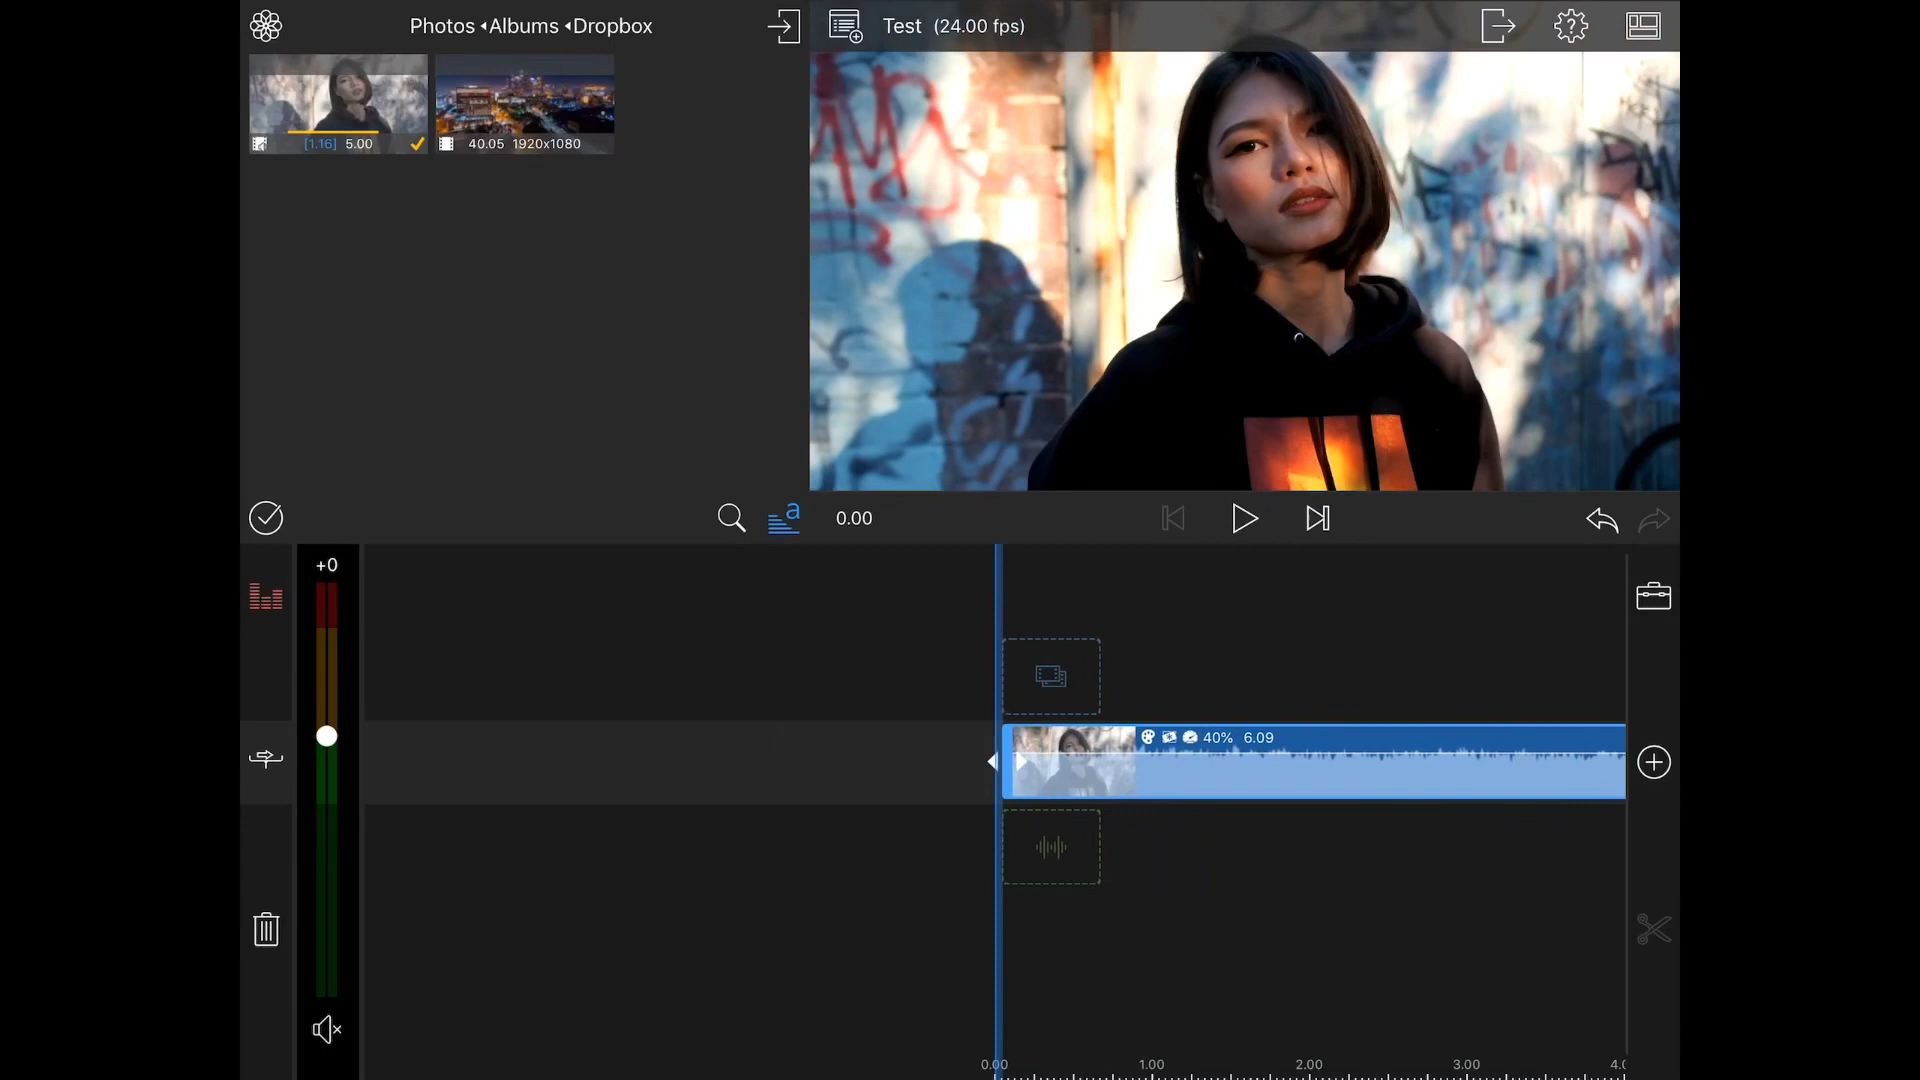 Photos Albums Dropbox
Test (24.00 fps)
[1.16] 5.00
40.05 1920x1080
a
0.00
+0
40% 6.09
0.00 1.00 2.00 3.00 4.0